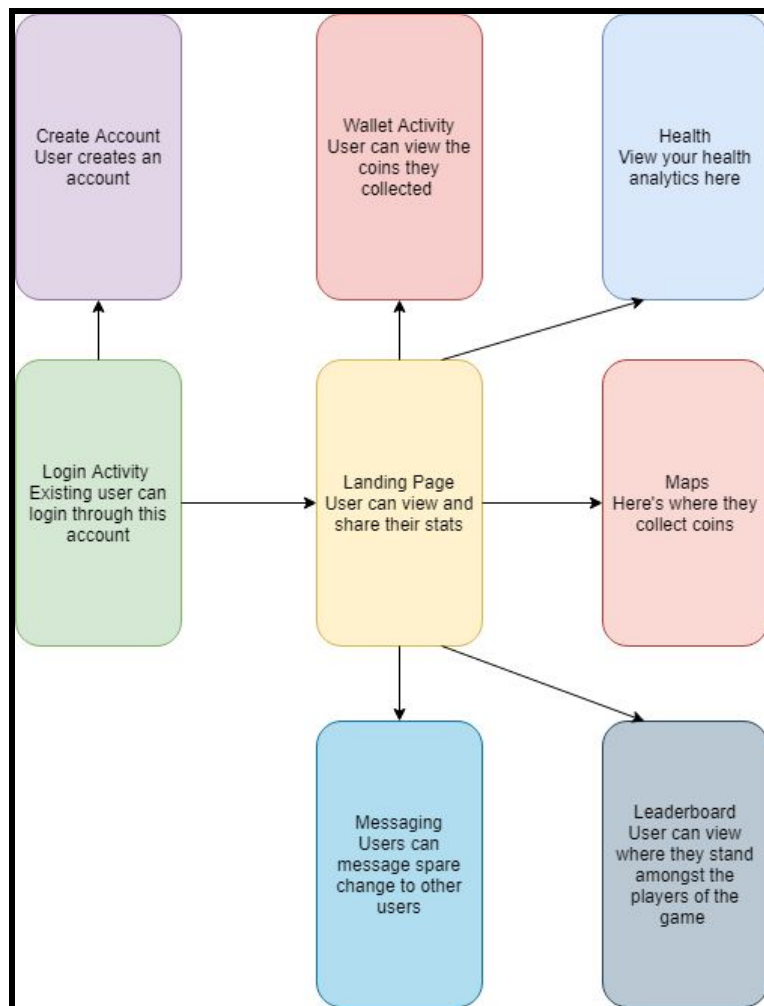 Create Account
User creates an
account
Wallet Activity
User can view the
coins they
collected
Health
View your health
analytics here
Login Activity
Existing user can
login through this
account
Landing Page
User can view and
share their stats
Maps
Here's where they
collect coins
Messaging
Users can
message spare
change to other
users
Leaderboard
User can view
where they stand
amongst the
players of the
game